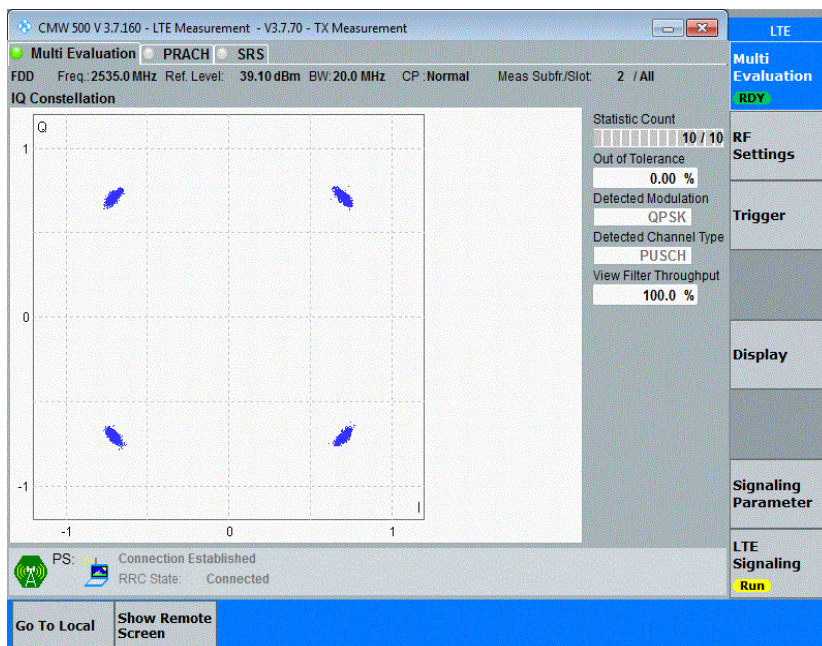 CMW 500 V 3.7.160 - LTE Measurement - V3.7.70 - TX Measurement
LTE
Multi Evaluation PRACH SRS
FDD Freq.: 2535.0 MHz Ref. Level: 39.10 dBm BW: 20.0 MHz CP : Normal Meas Subfr./Slot: 2 / All
IQ Constellation
Q
1
0
-1
I
-1 0 1
Statistic Count
10 / 10
Out of Tolerance
0.00 %
Detected Modulation
QPSK
Detected Channel Type
PUSCH
View Filter Throughput
100.0 %
Multi
Evaluation
RDY
RF
Settings
Trigger
Display
Signaling
Parameter
LTE
Signaling
Run
PS: Connection Established
RRC State: Connected
Go To Local
Show Remote
Screen